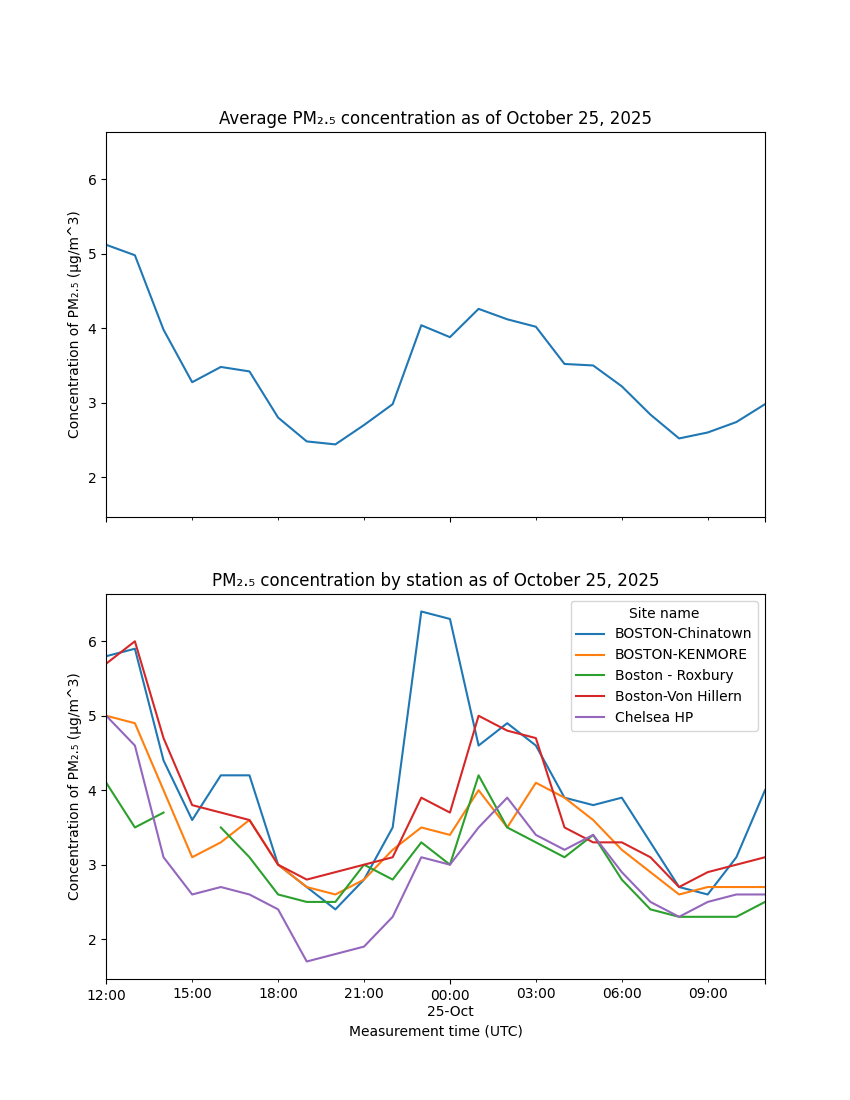 Average PM₂.₅ concentration as of October 25, 2025
Concentration of PM₂.₅ (μg/m^3)
6
5
4
3
2
PM₂.₅ concentration by station as of October 25, 2025
Concentration of PM₂.₅ (μg/m^3)
6
5
4
3
2
Site name
BOSTON-Chinatown
BOSTON-KENMORE
Boston - Roxbury
Boston-Von Hillern
Chelsea HP
12:00
15:00
18:00
21:00
00:00
25-Oct
03:00
06:00
09:00
Measurement time (UTC)